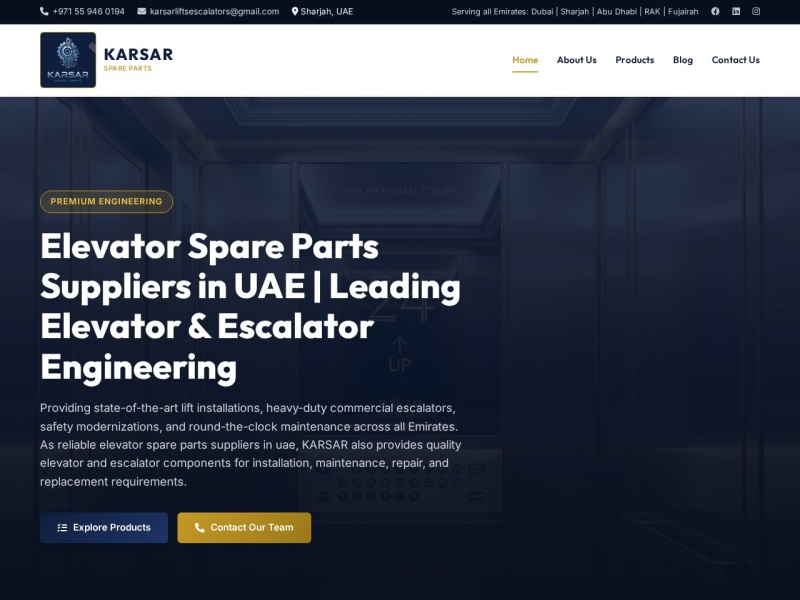 +971 55 946 0194 karsarliftsescalators@gmail.com Sharjah, UAE Serving all Emirates: Dubai | Sharjah | Abu Dhabi | RAK | Fujairah
KARSAR
SPARE PARTS
KARSAR
SPARE PARTS
Home About Us Products Blog Contact Us
THE MERIDIAN TOWER
PREMIUM ENGINEERING
Elevator Spare Parts
Suppliers in UAE | Leading
Elevator & Escalator
Engineering
24
UP
Providing state-of-the-art lift installations, heavy-duty commercial escalators,
safety modernizations, and round-the-clock maintenance across all Emirates.
As reliable elevator spare parts suppliers in uae, KARSAR also provides quality
elevator and escalator components for installation, maintenance, repair, and
replacement requirements.
Explore Products Contact Our Team